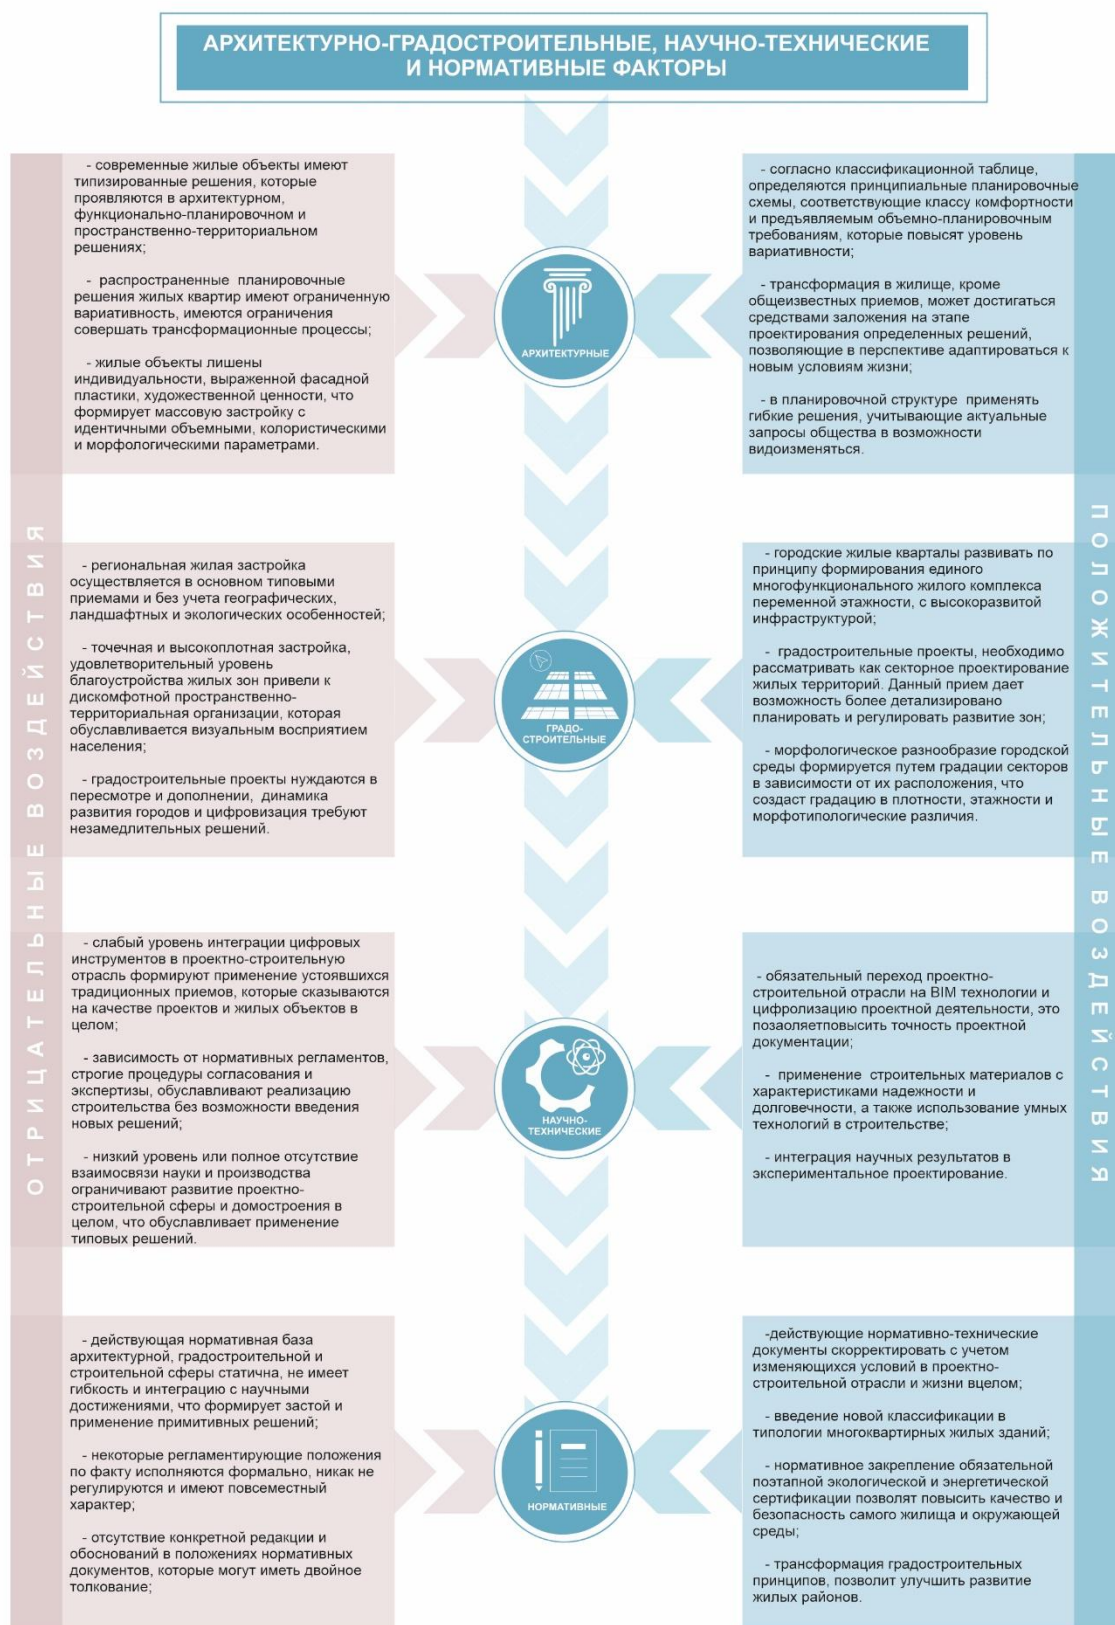 АРХИТЕКТУРНО-ГРАДОСТРОИТЕЛЬНЫЕ, НАУЧНО-ТЕХНИЧЕСКИЕ
И НОРМАТИВНЫЕ ФАКТОРЫ
ОТРИЦАТЕЛЬНЫЕ ВОЗДЕЙСТВИЯ
- современные жилые объекты имеют
типизированные решения, которые
проявляются в архитектурном,
функционально-планировочном и
пространственно-территориальном
решениях;
- распространенные планировочные
решения жилых квартир имеют ограниченную
вариативность, имеются ограничения
совершать трансформационные процессы;
- жилые объекты лишены
индивидуальности, выраженной фасадной
пластики, художественной ценности, что
формирует массовую застройку с
идентичными объемными, колористическими
и морфологическими параметрами.
АРХИТЕКТУРНЫЕ
- согласно классификационной таблице,
определяются принципиальные планировочные
схемы, соответствующие классу комфортности
и предъявляемым объемно-планировочным
требованиям, которые повысят уровень
вариативности;
- трансформация в жилище, кроме
общеизвестных приемов, может достигаться
средствами заложения на этапе
проектирования определенных решений,
позволяющие в перспективе адаптироваться к
новым условиям жизни;
- в планировочной структуре применять
гибкие решения, учитывающие актуальные
запросы общества в возможности
видоизменяться.
- региональная жилая застройка
осуществляется в основном типовыми
приемами и без учета географических,
ландшафтных и экологических особенностей;
- точечная и высокоплотная застройка,
удовлетворительный уровень
благоустройства жилых зон привели к
дискомфотной пространственно-
территориальная организации, которая
обуславливается визуальным восприятием
населения;
- градостроительные проекты нуждаются в
пересмотре и дополнении, динамика
развития городов и цифровизация требуют
незамедлительных решений.
ГРАДО-
СТРОИТЕЛЬНЫЕ
- городские жилые кварталы развивать по
принципу формирования единого
многофункционального жилого комплекса
переменной этажности, с высокоразвитой
инфраструктурой;
- градостроительные проекты, необходимо
рассматривать как секторное проектирование
жилых территорий. Данный прием дает
возможность более детализировано
планировать и регулировать развитие зон;
- морфологическое разнообразие городской
среды формируется путем градации секторов
в зависимости от их расположения, что
создаст градацию в плотности, этажности и
морфотипологические различия.
- слабый уровень интеграции цифровых
инструментов в проектно-строительную
отрасль формируют применение устоявшихся
традиционных приемов, которые сказываются
на качестве проектов и жилых объектов в
целом;
- зависимость от нормативных регламентов,
строгие процедуры согласования и
экспертизы, обуславливают реализацию
строительства без возможности введения
новых решений;
- низкий уровень или полное отсутствие
взаимосвязи науки и производства
ограничивают развитие проектно-
строительной сферы и домостроения в
целом, что обуславливает применение
типовых решений.
НАУЧНО-
ТЕХНИЧЕСКИЕ
- обязательный переход проектно-
строительной отрасли на BIM технологии и
цифролизацию проектной деятельности, это
позаоляетповысить точность проектной
документации;
- применение строительных материалов с
характеристиками надежности и
долговечности, а также использование умных
технологий в строительстве;
- интеграция научных результатов в
экспериментальное проектирование.
- действующая нормативная база
архитектурной, градостроительной и
строительной сферы статична, не имеет
гибкость и интеграцию с научными
достижениями, что формирует застой и
применение примитивных решений;
- некоторые регламентирующие положения
по факту исполняются формально, никак не
регулируются и имеют повсеместный
характер;
- отсутствие конкретной редакции и
обоснований в положениях нормативных
документов, которые могут иметь двойное
толкование;
НОРМАТИВНЫЕ
-действующие нормативно-технические
документы скорректировать с учетом
изменяющихся условий в проектно-
строительной отрасли и жизни вцелом;
- введение новой классификации в
типологии многоквартирных жилых зданий;
- нормативное закрепление обязательной
поэтапной экологической и энергетической
сертификации позволят повысить качество и
безопасность самого жилища и окружающей
среды;
- трансформация градостроительных
принципов, позволит улучшить развитие
жилых районов.
ПОЛОЖИТЕЛЬНЫЕ ВОЗДЕЙСТВИЯ